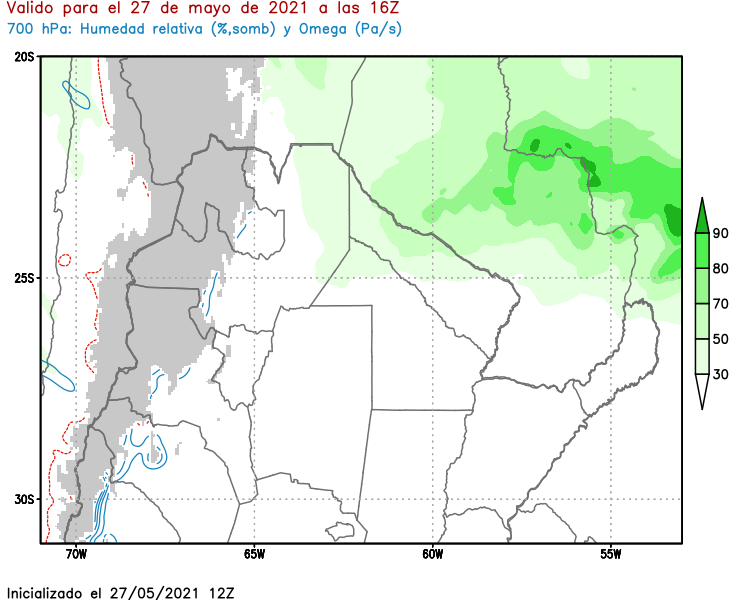 Valido para el 27 de mayo de 2021 a las 16Z
700 hPa: Humedad relativa (%,somb) y Omega (Pa/s)
20S
25S
30S
70W
65W
60W
55W
90
80
70
50
30
Inicializado el 27/05/2021 12Z